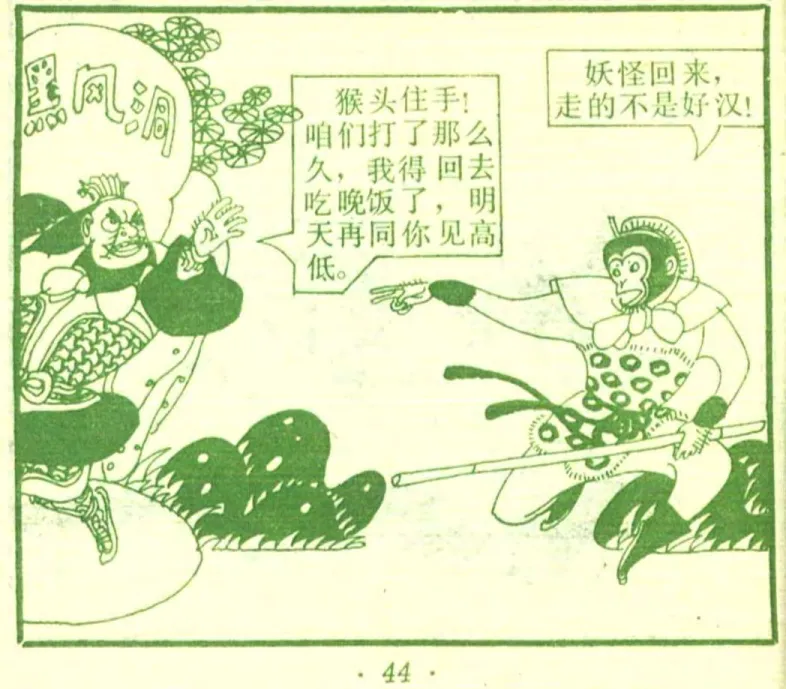 黑风洞
猴头住手!
咱们打了那么
久，我得回去
吃晚饭了，明
天再同你见高
低。
妖怪回来，
走的不是好汉!
· 44 ·